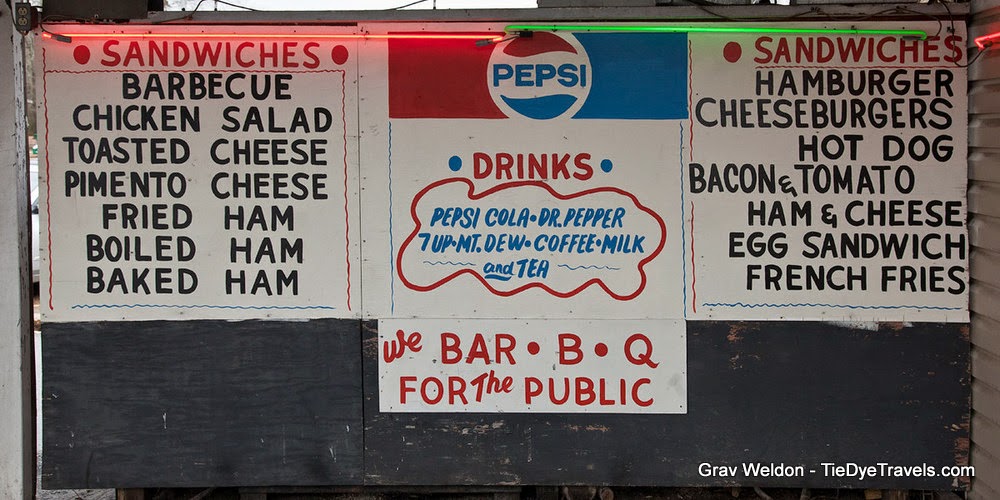 • SANDWICHES •
BARBECUE
CHICKEN SALAD
TOASTED CHEESE
PIMENTO CHEESE
FRIED HAM
BOILED HAM
BAKED HAM
PEPSI
• DRINKS •
PEPSI COLA • DR. PEPPER
7 UP • MT. DEW • COFFEE • MILK
and TEA
We BAR • B • Q
FOR The PUBLIC
• SANDWICHES
HAMBURGER
CHEESEBURGERS
HOT DOG
BACON & TOMATO
HAM & CHEESE
EGG SANDWICH
FRENCH FRIES
Grav Weldon - TieDyeTravels.com